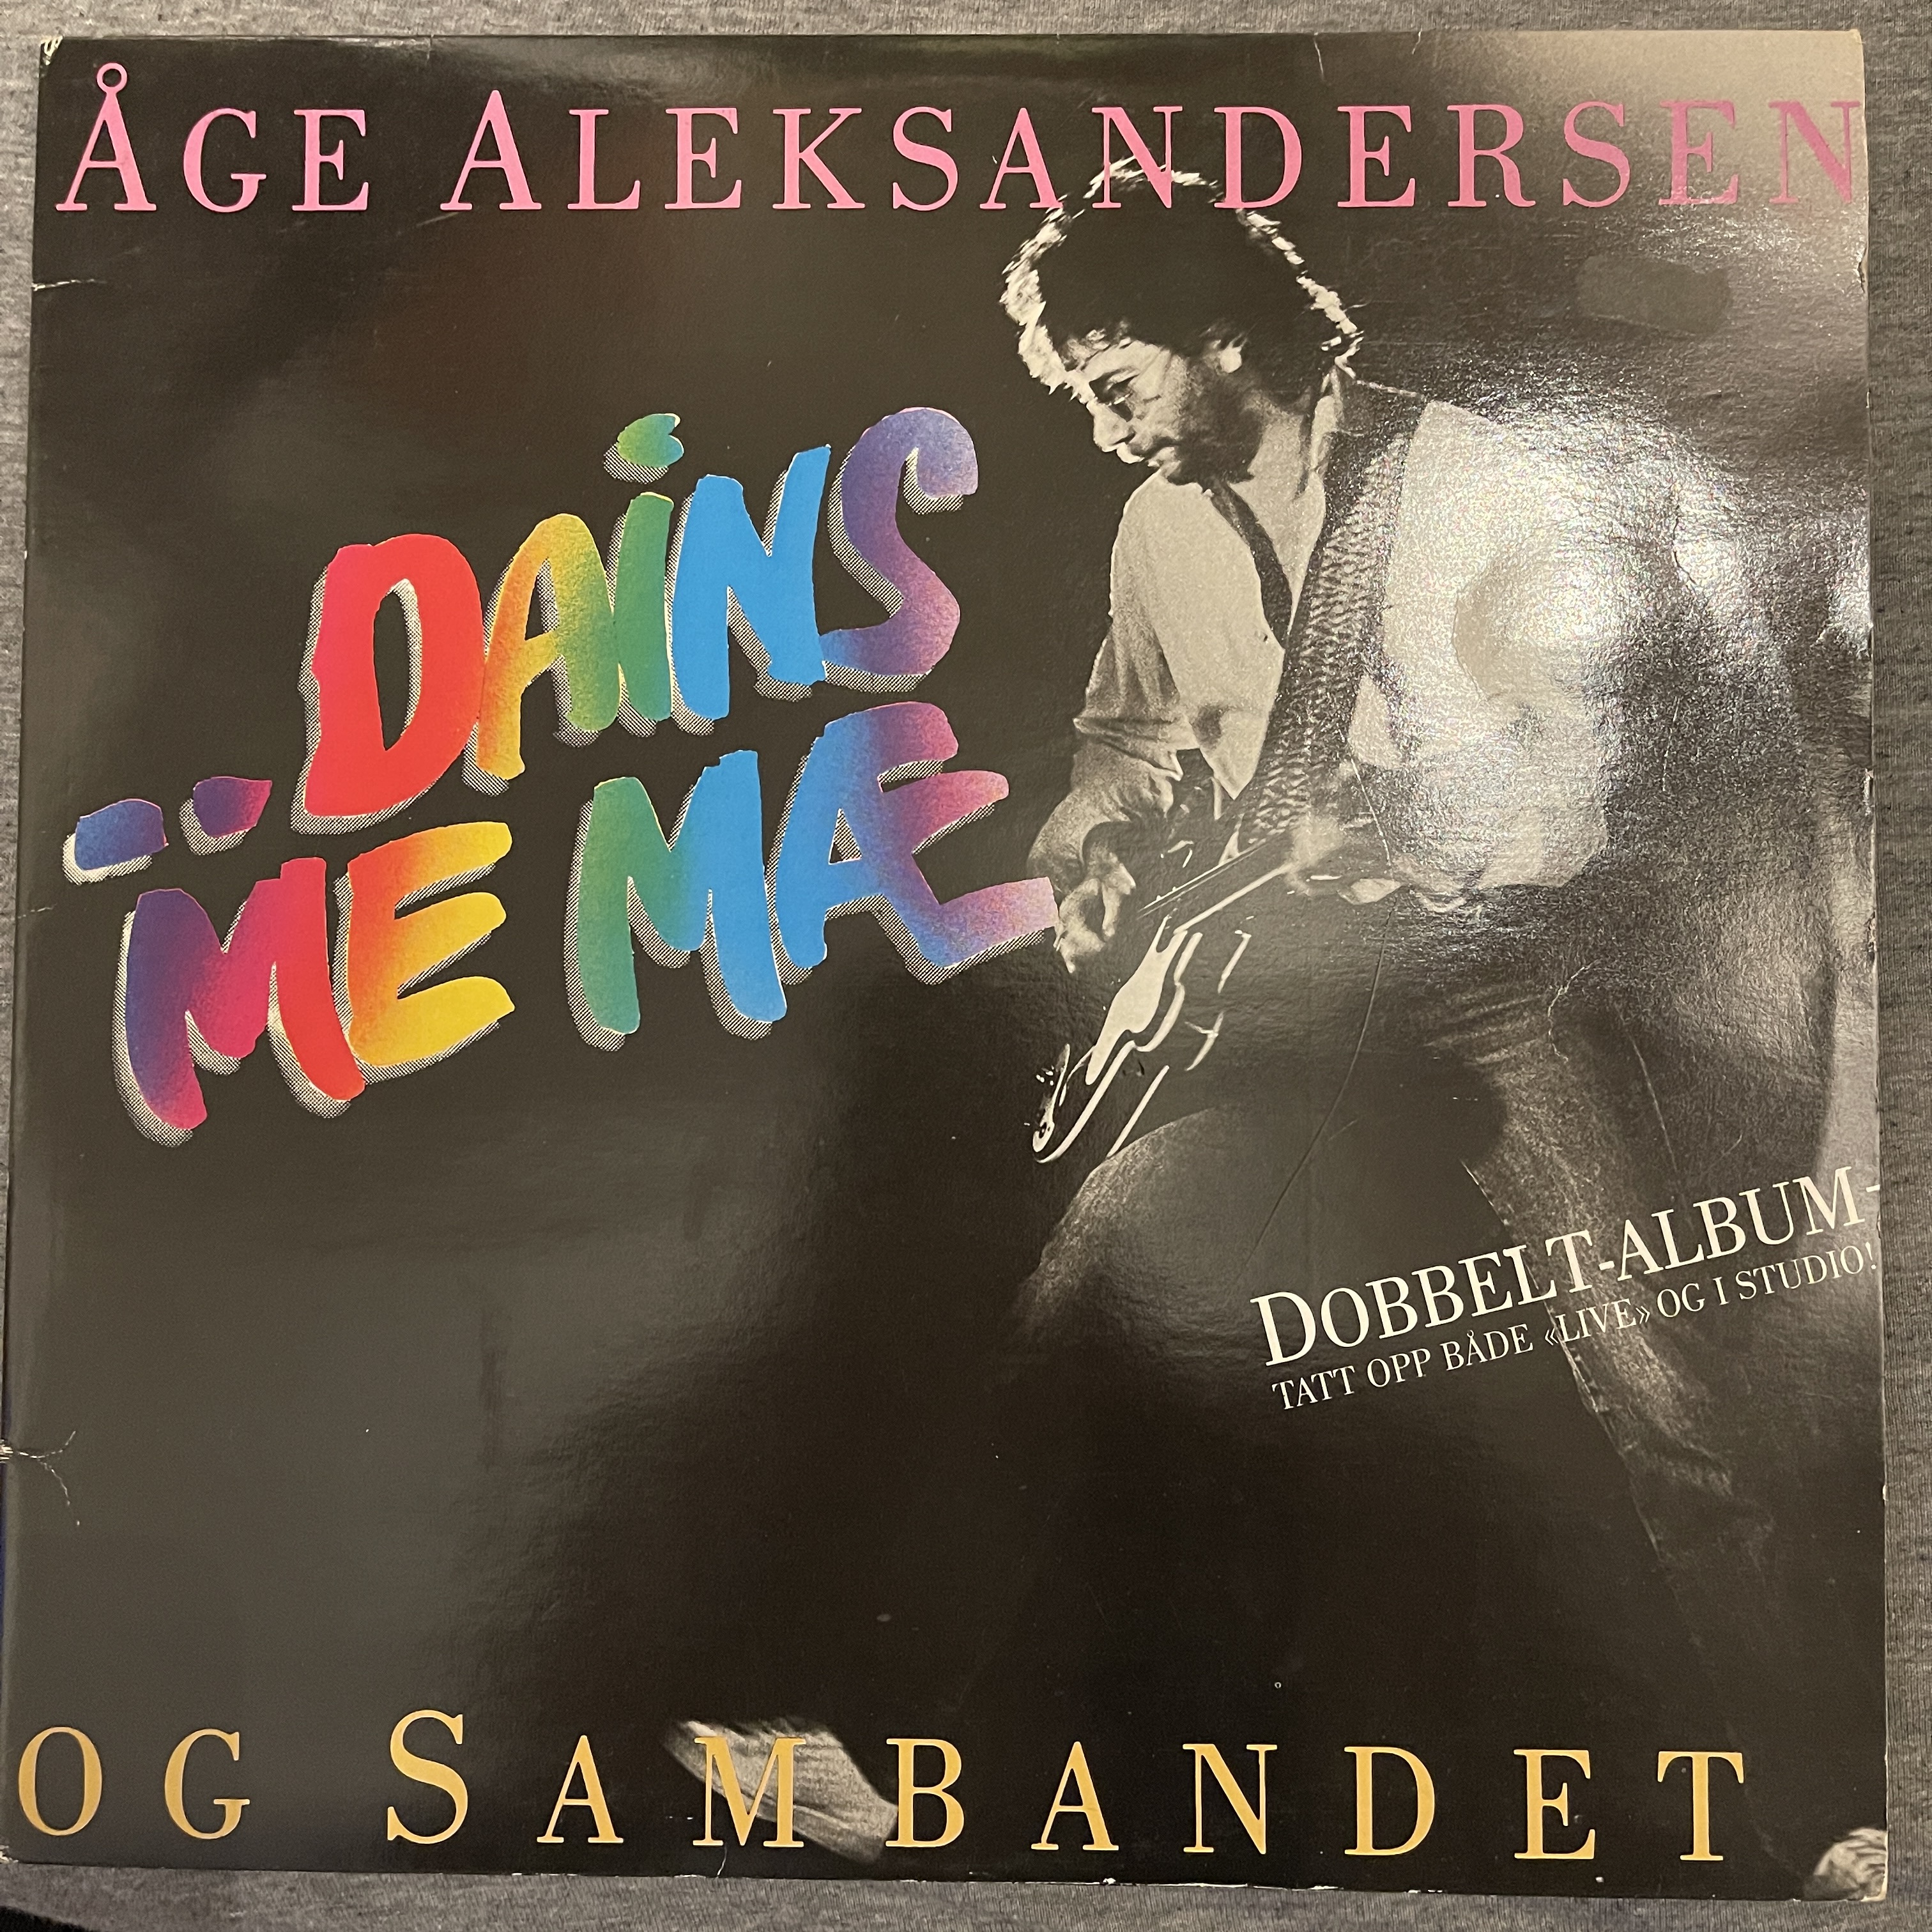 ÅGE ALEKSANDERSEN
DAINS
-- ME MÆ
DOBBELT-ALBUM-
TATT OPP BÅDE «LIVE» OG I STUDIO!
OG SAMBANDET